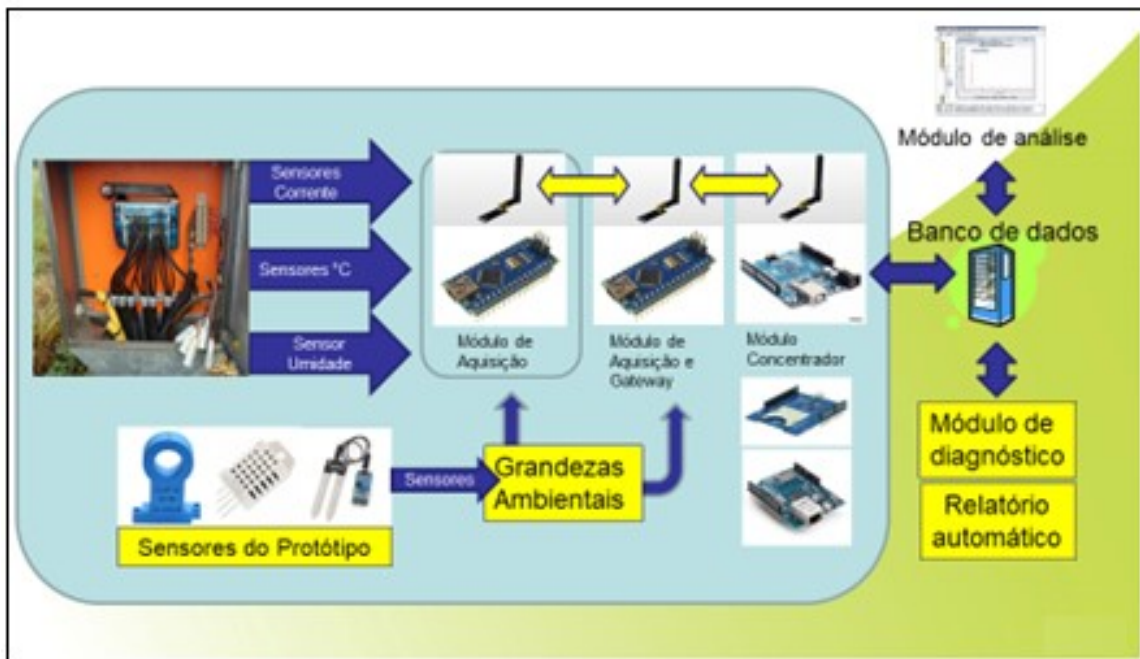 Módulo de análise
Sensores
Corrente
Sensores °C
Sensor
Umidade
Banco de dados
Módulo de
Aquisição
Módulo de
Aquisição e
Gateway
Módulo
Concentrador
Sensores
Grandezas
Ambientais
Sensores do Protótipo
Módulo de
diagnóstico
Relatório
automático